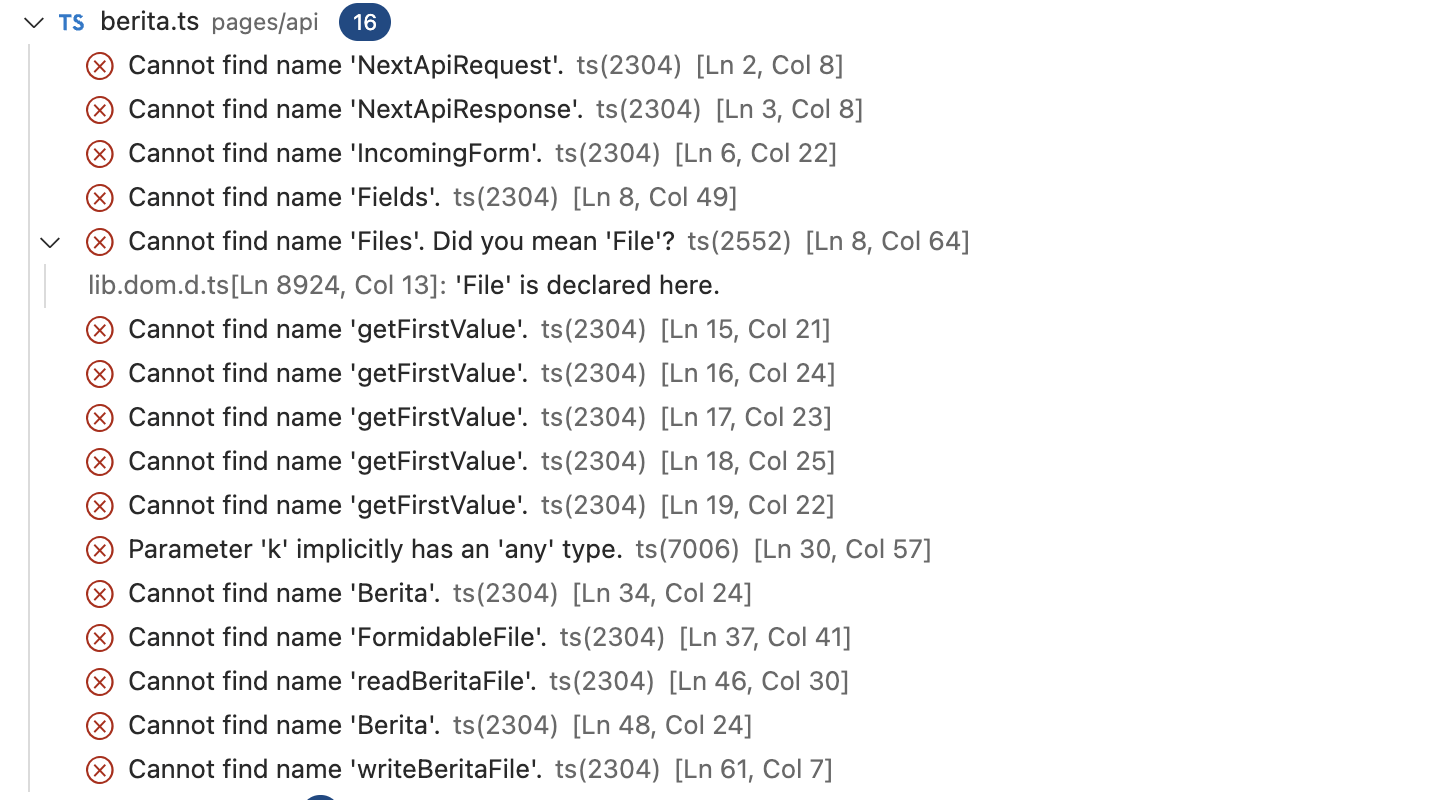 TS berita.ts pages/api 16
Cannot find name 'NextApiRequest'. ts(2304) [Ln 2, Col 8]
Cannot find name 'NextApiResponse'. ts(2304) [Ln 3, Col 8]
Cannot find name 'IncomingForm'. ts(2304) [Ln 6, Col 22]
Cannot find name 'Fields'. ts(2304) [Ln 8, Col 49]
Cannot find name 'Files'. Did you mean 'File'? ts(2552) [Ln 8, Col 64]
lib.dom.d.ts[Ln 8924, Col 13]: 'File' is declared here.
Cannot find name 'getFirstValue'. ts(2304) [Ln 15, Col 21]
Cannot find name 'getFirstValue'. ts(2304) [Ln 16, Col 24]
Cannot find name 'getFirstValue'. ts(2304) [Ln 17, Col 23]
Cannot find name 'getFirstValue'. ts(2304) [Ln 18, Col 25]
Cannot find name 'getFirstValue'. ts(2304) [Ln 19, Col 22]
Parameter 'k' implicitly has an 'any' type. ts(7006) [Ln 30, Col 57]
Cannot find name 'Berita'. ts(2304) [Ln 34, Col 24]
Cannot find name 'FormidableFile'. ts(2304) [Ln 37, Col 41]
Cannot find name 'readBeritaFile'. ts(2304) [Ln 46, Col 30]
Cannot find name 'Berita'. ts(2304) [Ln 48, Col 24]
Cannot find name 'writeBeritaFile'. ts(2304) [Ln 61, Col 7]